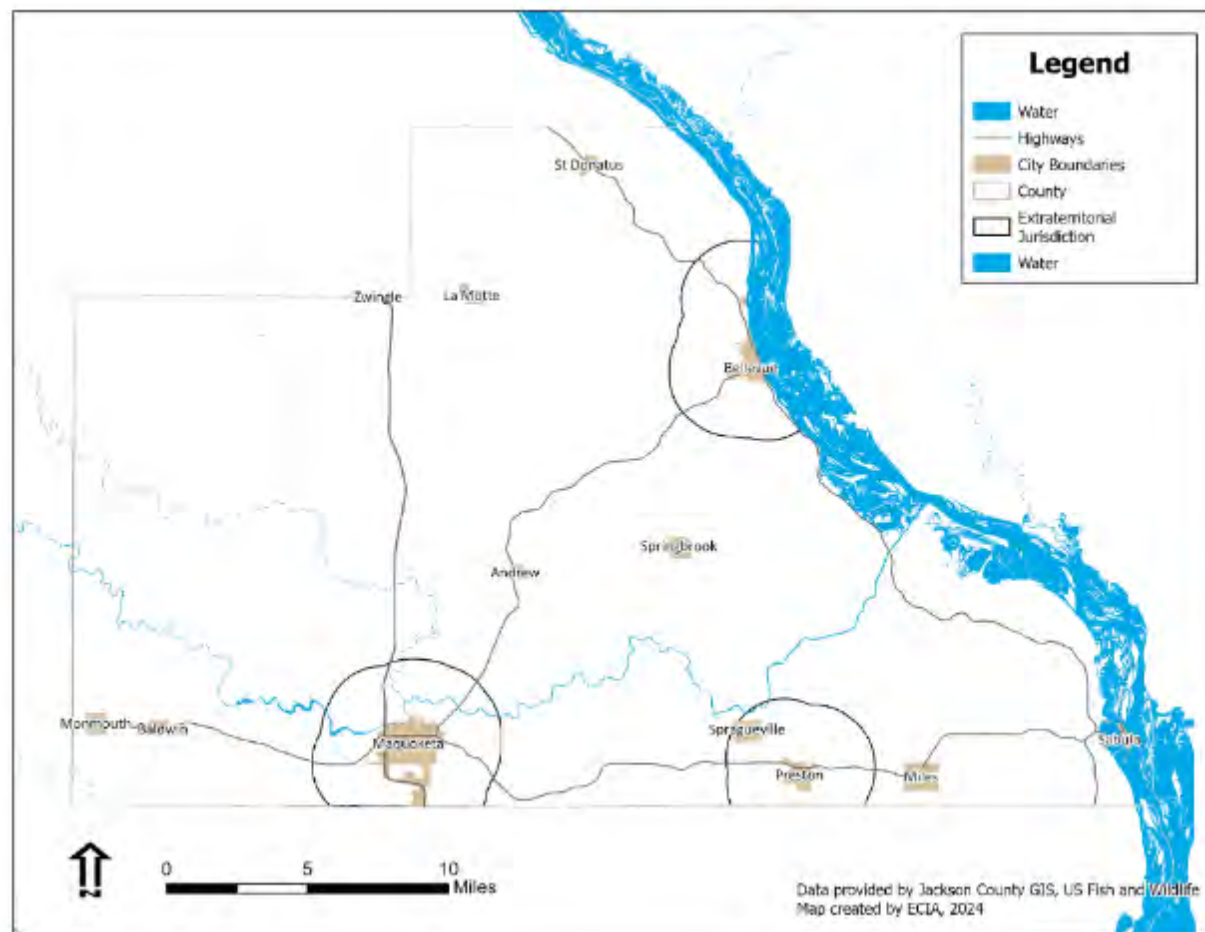 Legend
Water
Highways
City Boundaries
County
Extraterritorial
Jurisdiction
Water
St Donatus
Zwingle
La Motte
Bellevue
Springbrook
Andrew
Monmouth
Baldwin
Maquoketa
Spragueville
Sabula
Preston
Miles
N
0 5 10
Miles
Data provided by Jackson County GIS, US Fish and Wildlife
Map created by ECIA, 2024